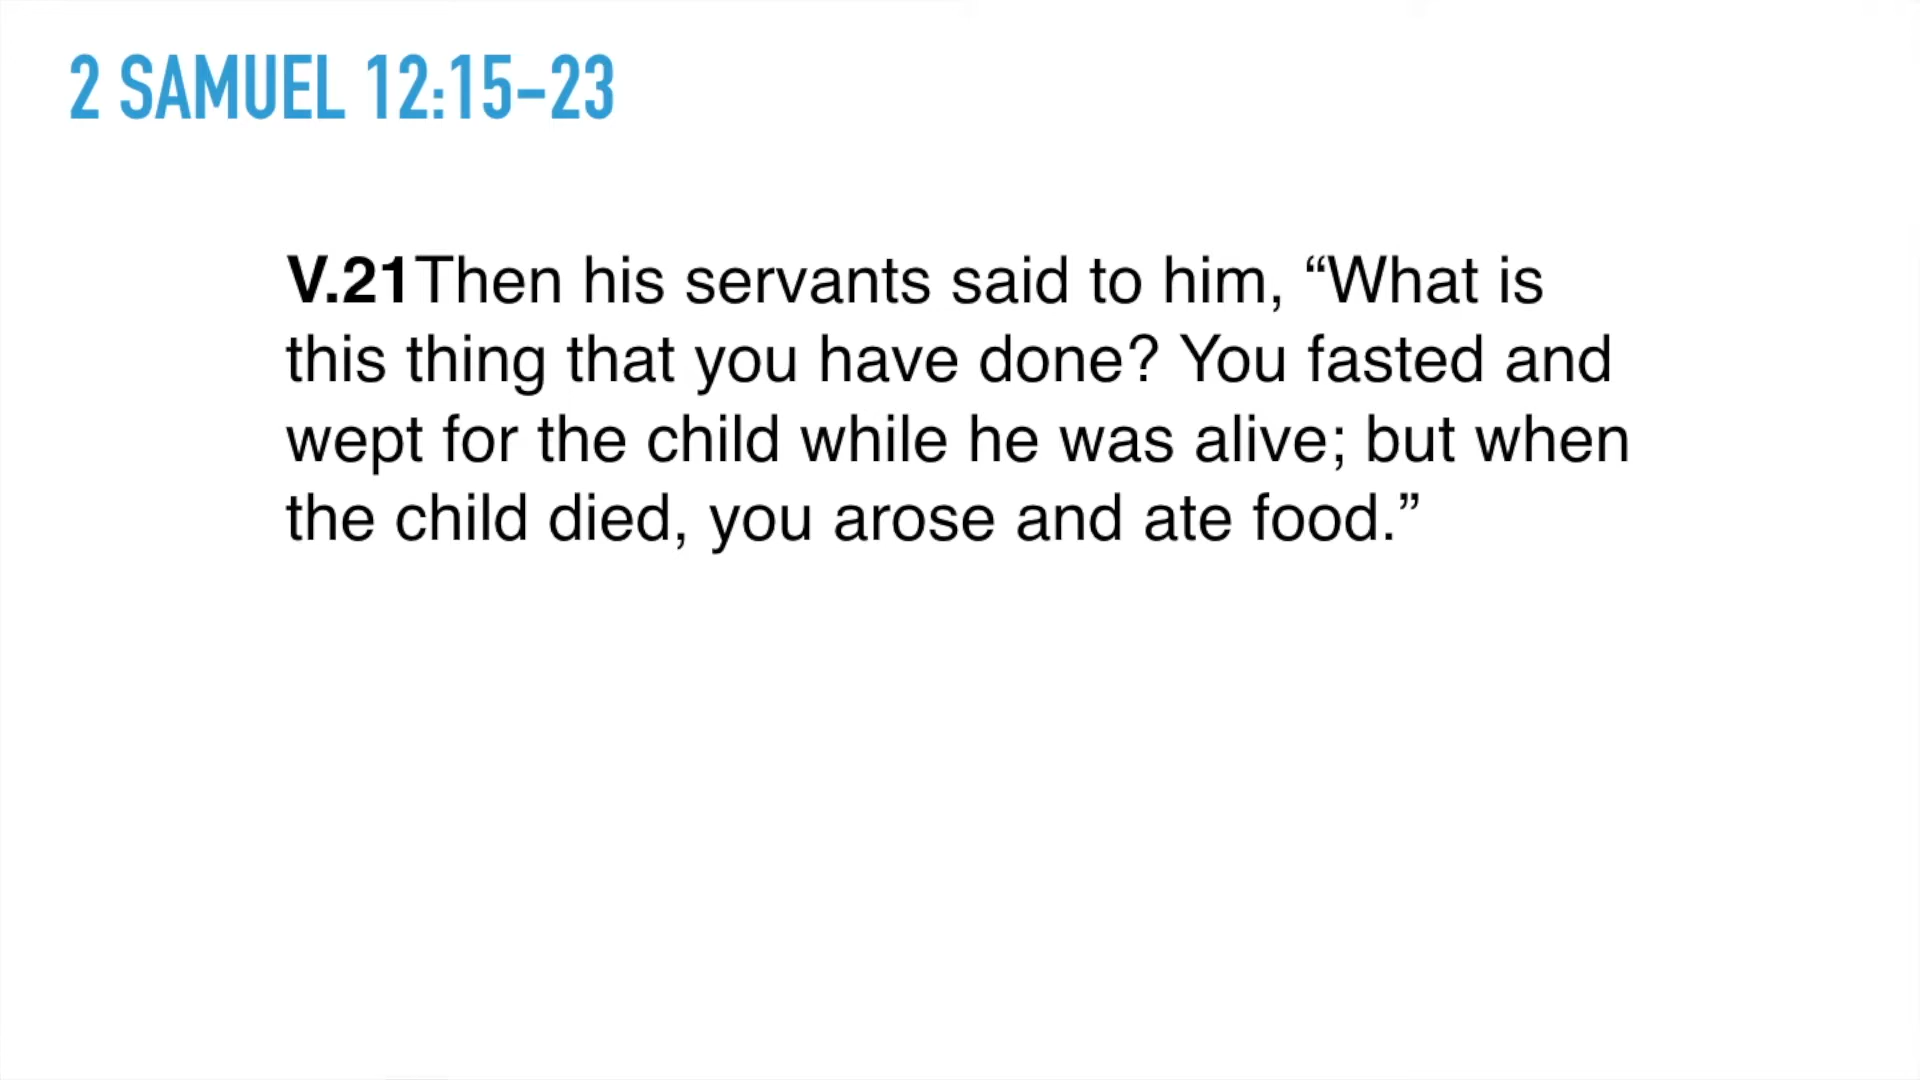 2 SAMUEL 12:15-23
V.21Then his servants said to him, “What is
this thing that you have done? You fasted and
wept for the child while he was alive; but when
the child died, you arose and ate food.”